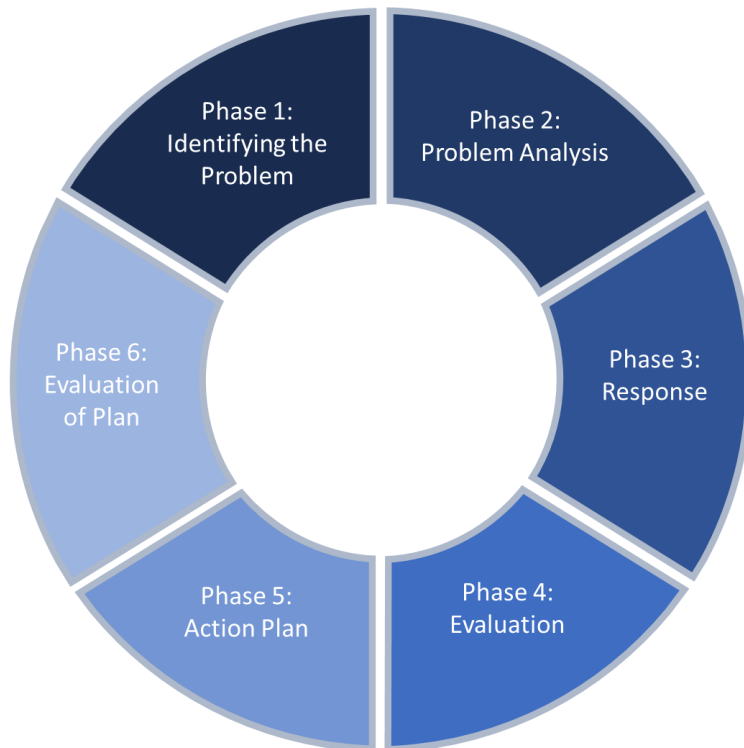 Phase 1:
Identifying the
Problem
Phase 2:
Problem Analysis
Phase 3:
Response
Phase 4:
Evaluation
Phase 5:
Action Plan
Phase 6:
Evaluation
of Plan